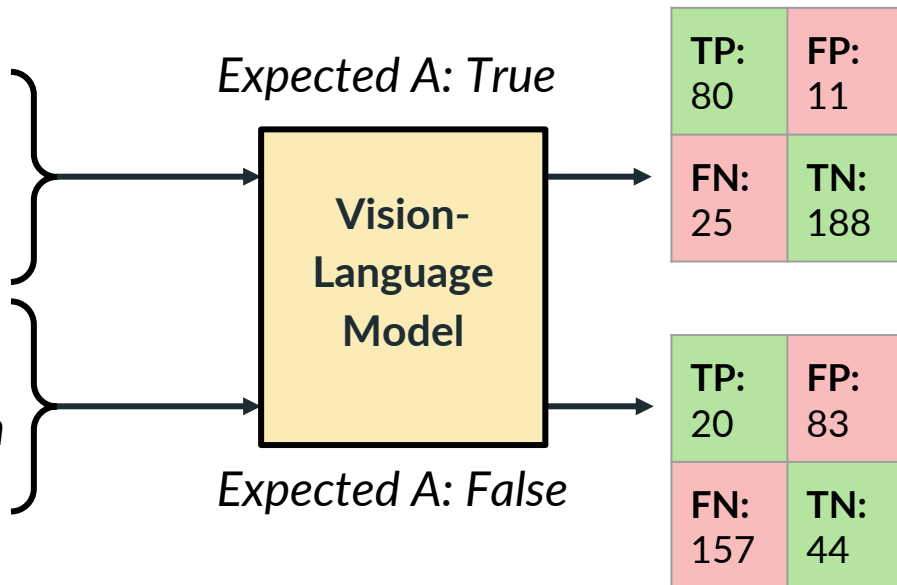 Expected A: True
Vision-
Language
Model
Expected A: False
TP:
80
FP:
11
FN:
25
TN:
188
TP:
20
FP:
83
FN:
157
TN:
44